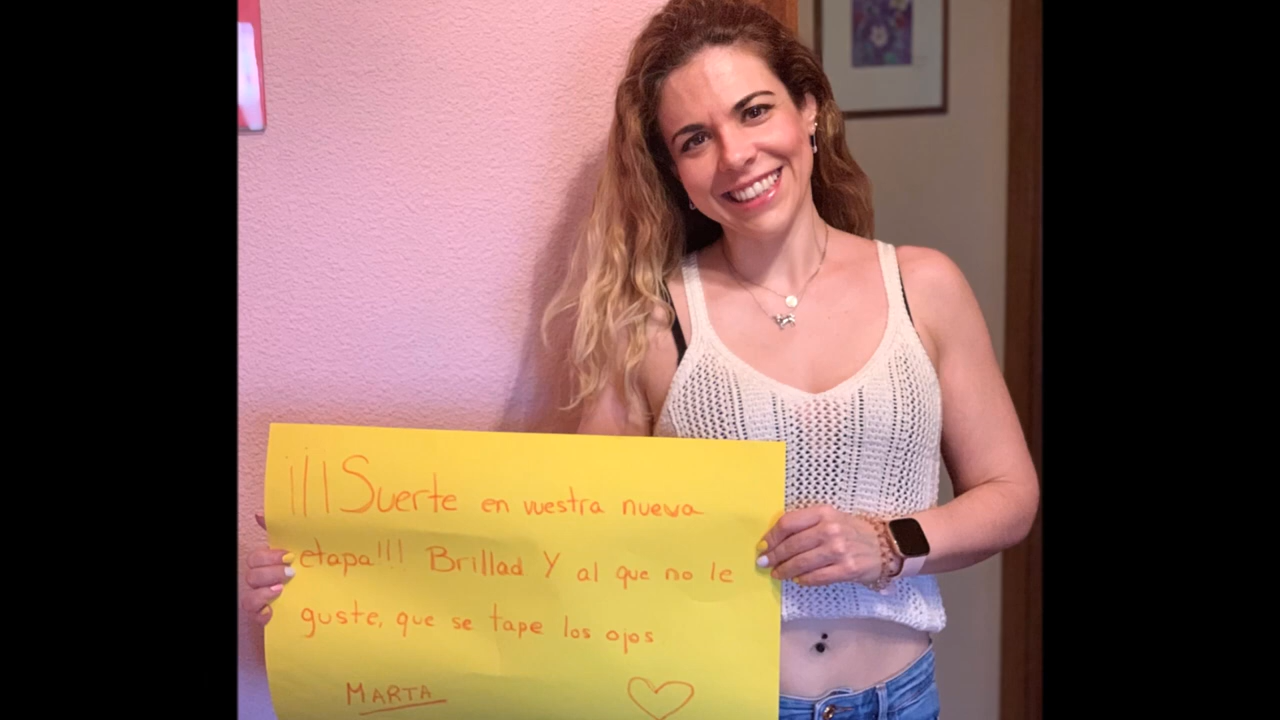 ¡¡¡Suerte en vuestra nueva
etapa!!! Brillad Y al que no le
guste, que se tape los ojos
MARTA